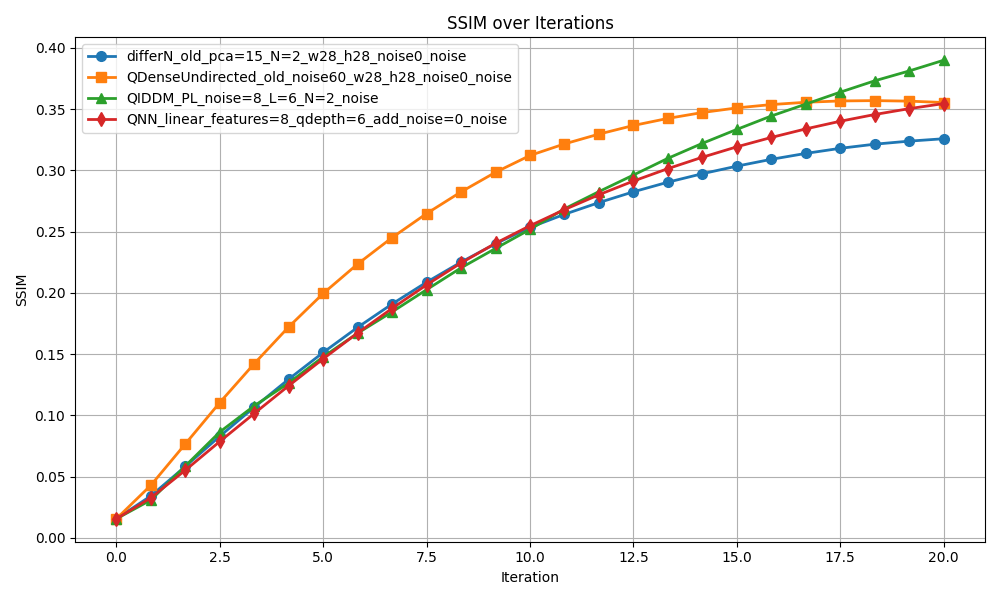 SSIM over Iterations
differN_old_pca=15_N=2_w28_h28_noise0_noise
QDenseUndirected_old_noise60_w28_h28_noise0_noise
QIDDM_PL_noise=8_L=6_N=2_noise
QNN_linear_features=8_qdepth=6_add_noise=0_noise
0.40
0.35
0.30
0.25
0.20
0.15
0.10
0.05
0.00
SSIM
0.0 2.5 5.0 7.5 10.0 12.5 15.0 17.5 20.0
Iteration